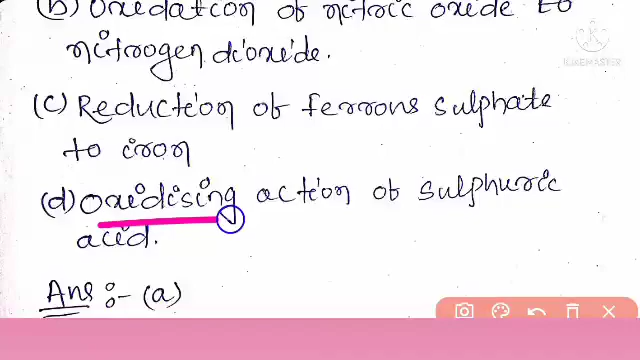 (b) Oxidation of nitric oxide to
nitrogen dioxide.
KINEMASTER
(c) Reduction of ferrous sulphate
to iron
(d) Oxidising action of sulphuric
acid.
Ans :- (a)